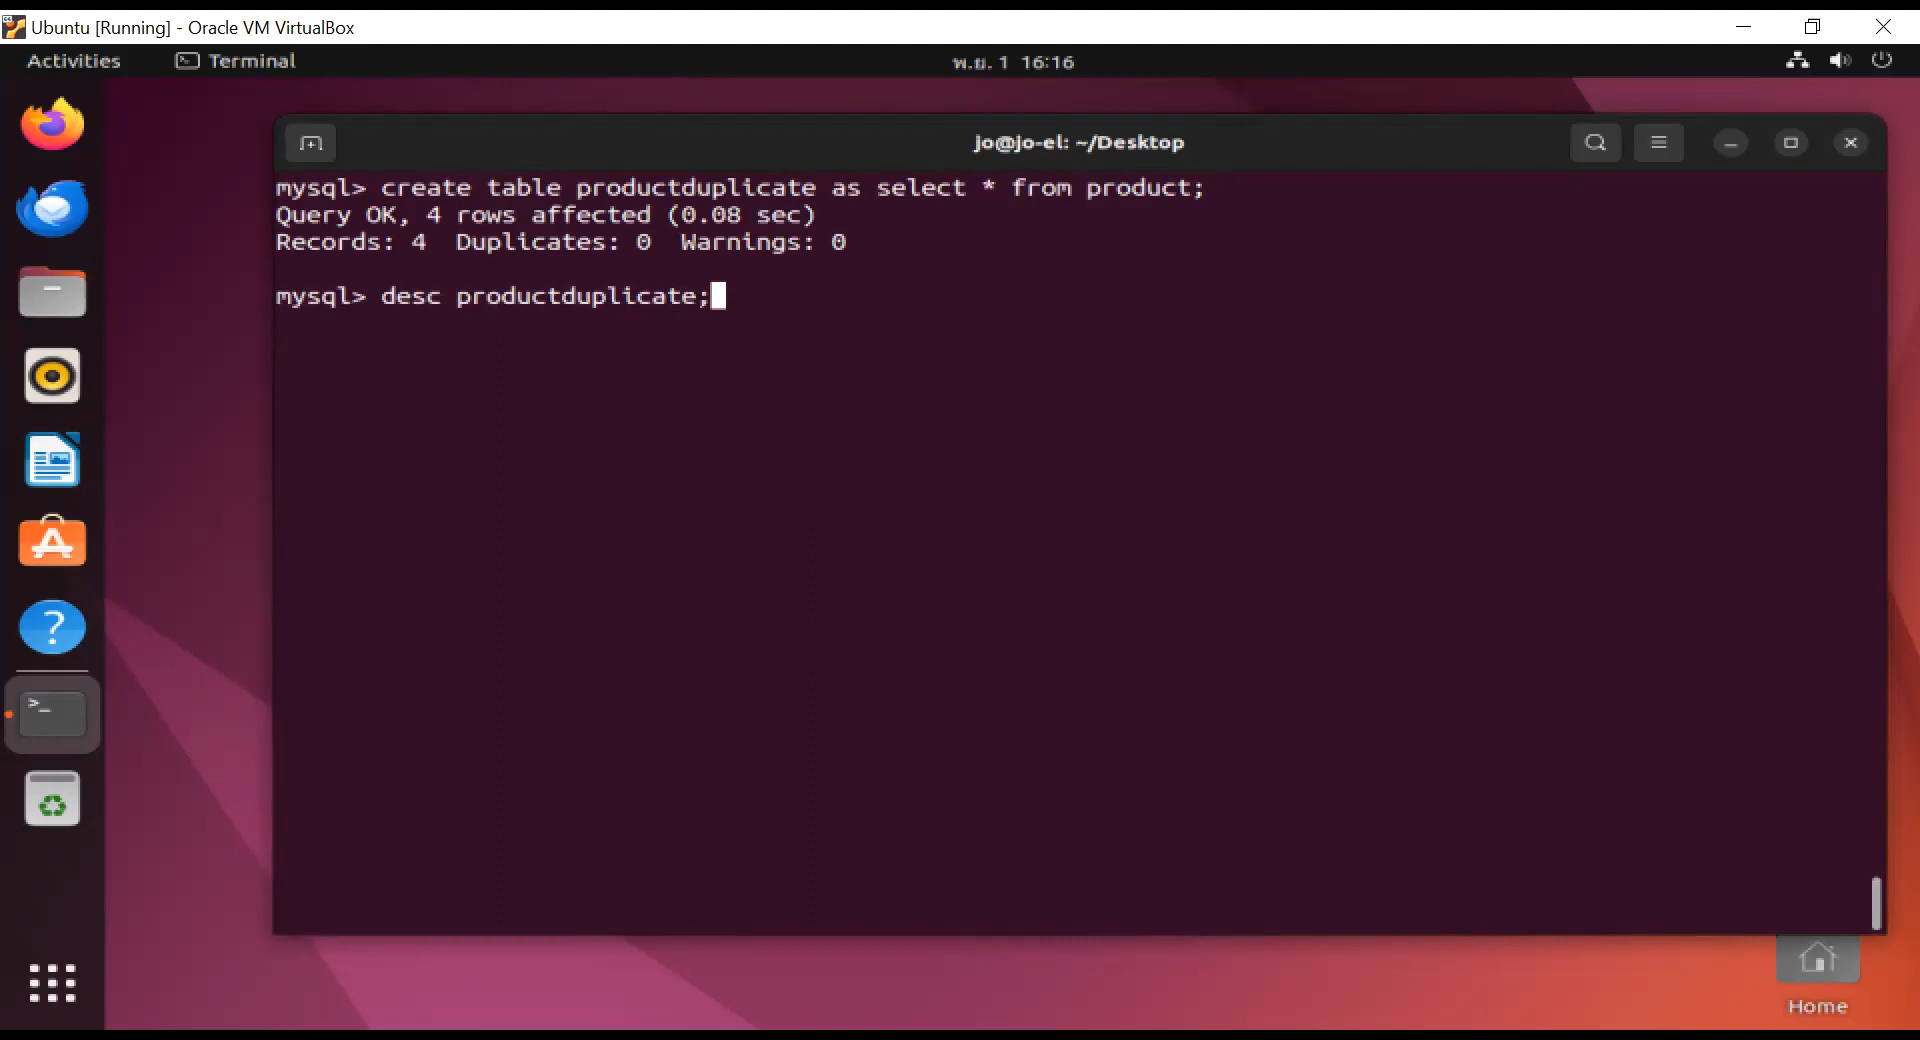 Ubuntu [Running] - Oracle VM VirtualBox
Activities
Terminal
พ.ย. 1 16:16
jo@jo-el: ~/Desktop
mysql> create table productduplicate as select * from product;
Query OK, 4 rows affected (0.08 sec)
Records: 4  Duplicates: 0  Warnings: 0
mysql> desc productduplicate;
Home